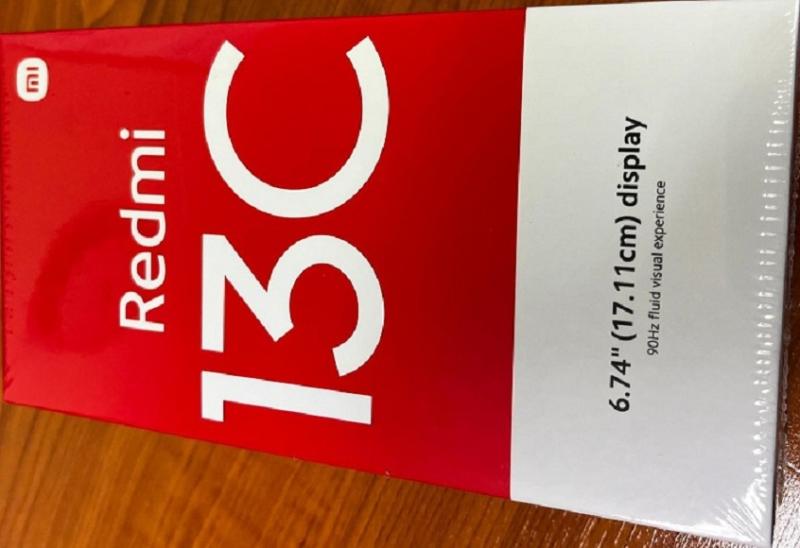 mi
Redmi
13C
6.74" (17.11cm) display
90Hz fluid visual experience